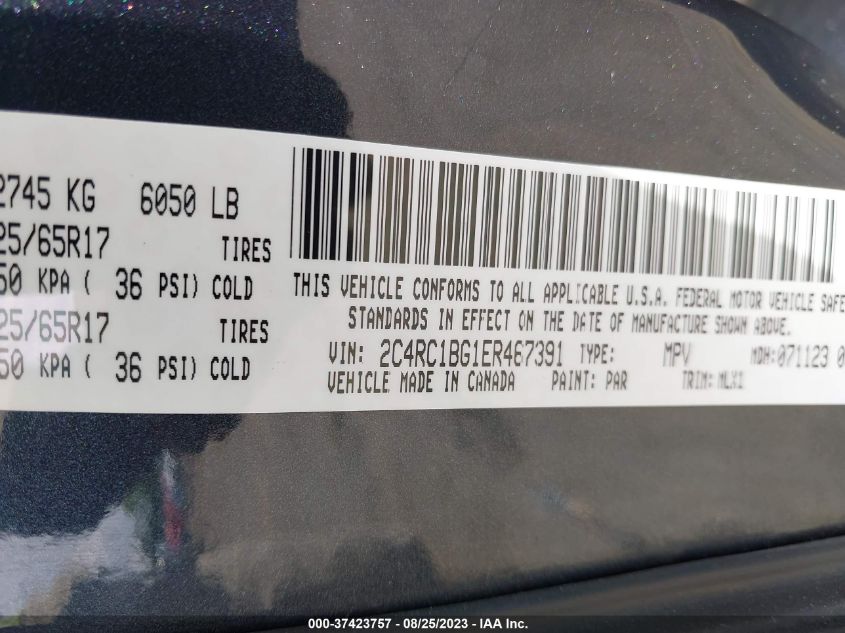 2745 KG 6050 LB
25/65R17 TIRES
50 KPA ( 36 PSI) COLD
25/65R17 TIRES
50 KPA ( 36 PSI) COLD
THIS VEHICLE CONFORMS TO ALL APPLICABLE U.S.A. FEDERAL MOTOR VEHICLE SAFE
STANDARDS IN EFFECT ON THE DATE OF MANUFACTURE SHOWN ABOVE.
VIN: 2C4RC1BG1ER467391 TYPE: MPV MDH: 071123 0
VEHICLE MADE IN CANADA PAINT: PAR TRIM: MLX2
000-37423757 - 08/25/2023 - IAA Inc.